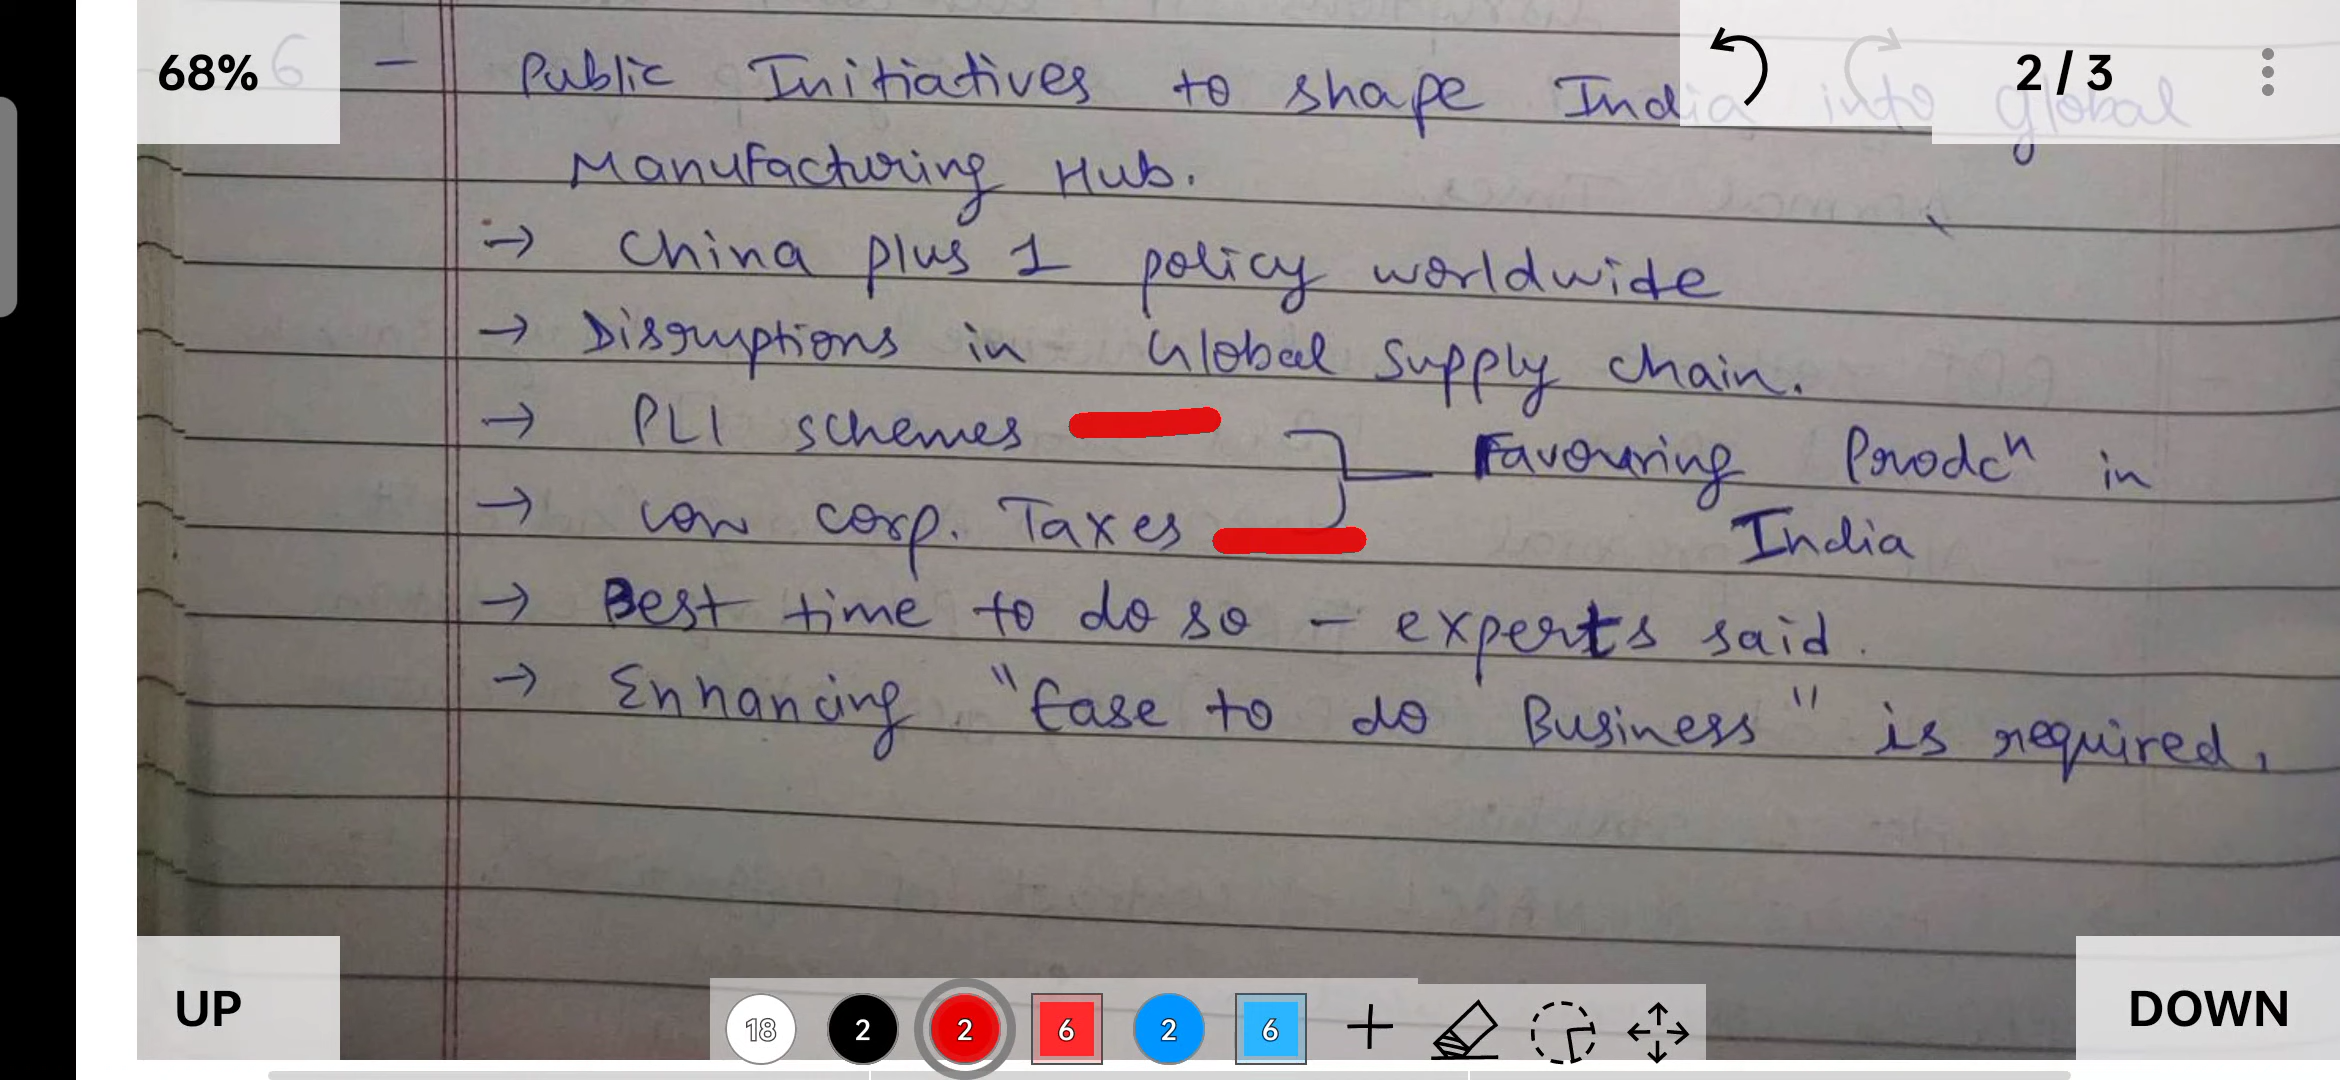 68%
6 - Public Initiatives to shape India into Global
2 / 3
Manufacturing Hub.
→ China plus 1 policy worldwide
→ Disruptions in Global Supply chain.
→ PLI schemes
Favouring Prodcⁿ in
India
→ Low corp. Taxes
→ Best time to do so - experts said.
→ Enhancing "Ease to do Business" is required.
UP
18 2 2 6 2 6
DOWN